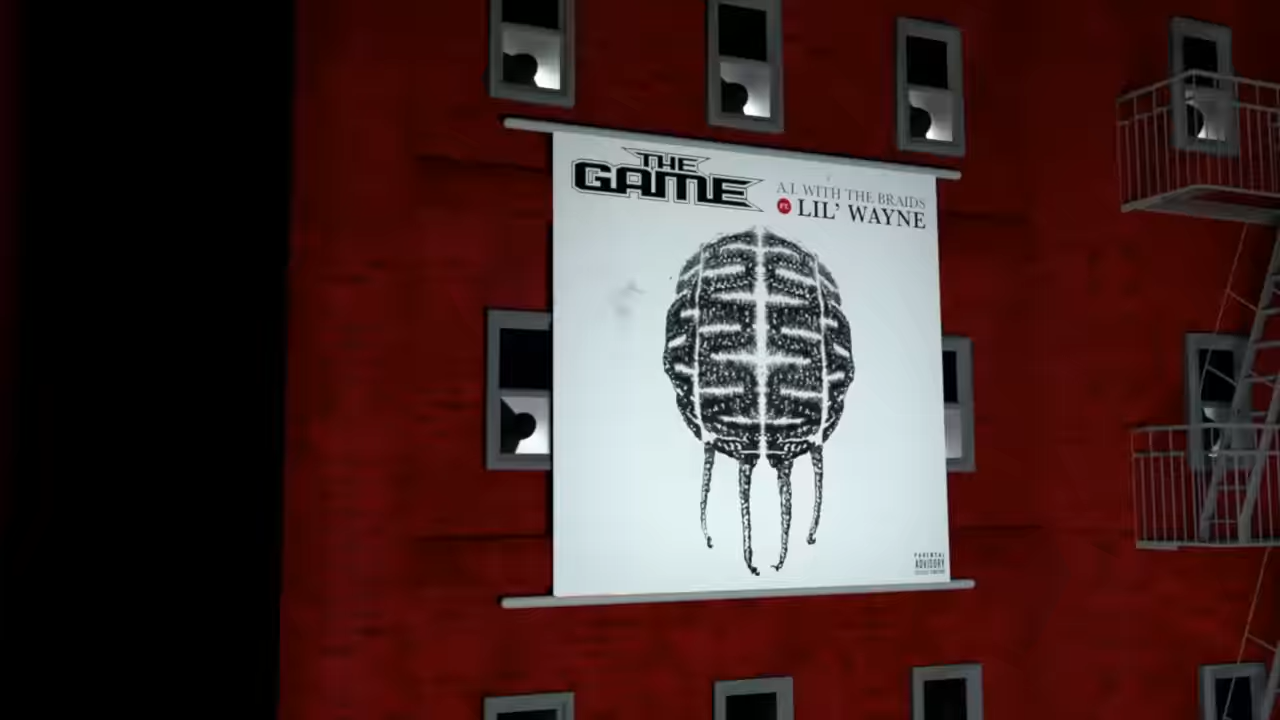 THE
GAME
A.I. WITH THE BRAIDS
FT. LIL' WAYNE
PARENTAL
ADVISORY